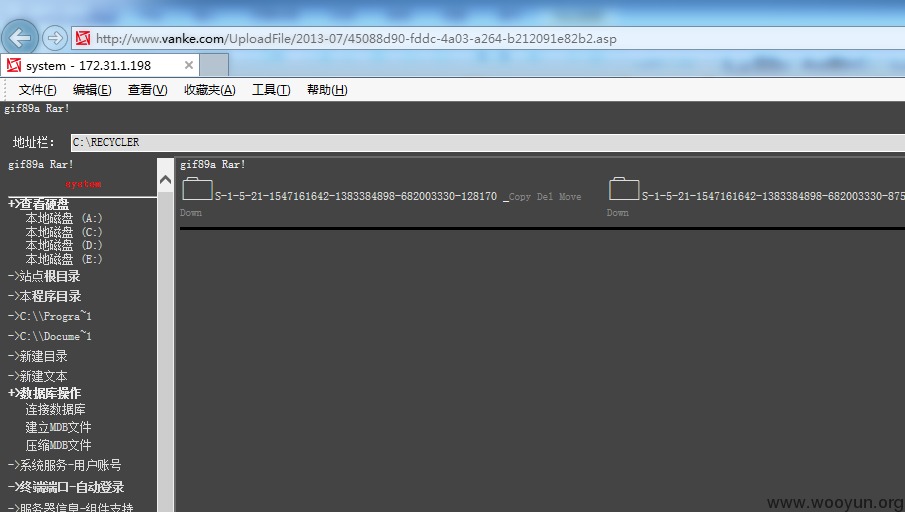 http://www.vanke.com/UploadFile/2013-07/45088d90-fddc-4a03-a264-b212091e82b2.asp
system - 172.31.1.198
文件(F) 编辑(E) 查看(V) 收藏夹(A) 工具(T) 帮助(H)
gif89a Rar!
地址栏： C:\RECYCLER
gif89a Rar!
system
+>查看硬盘
本地磁盘 (A:)
本地磁盘 (C:)
本地磁盘 (D:)
本地磁盘 (E:)
->站点根目录
->本程序目录
->C:\\Progra~1
->C:\\Docume~1
->新建目录
->新建文本
+>数据库操作
连接数据库
建立MDB文件
压缩MDB文件
->系统服务-用户账号
->终端端口-自动登录
->服务器信息-组件支持
gif89a Rar!
S-1-5-21-1547161642-1383384898-682003330-128170 _Copy Del Move
Down
S-1-5-21-1547161642-1383384898-682003330-875
Down
www.wooyun.org